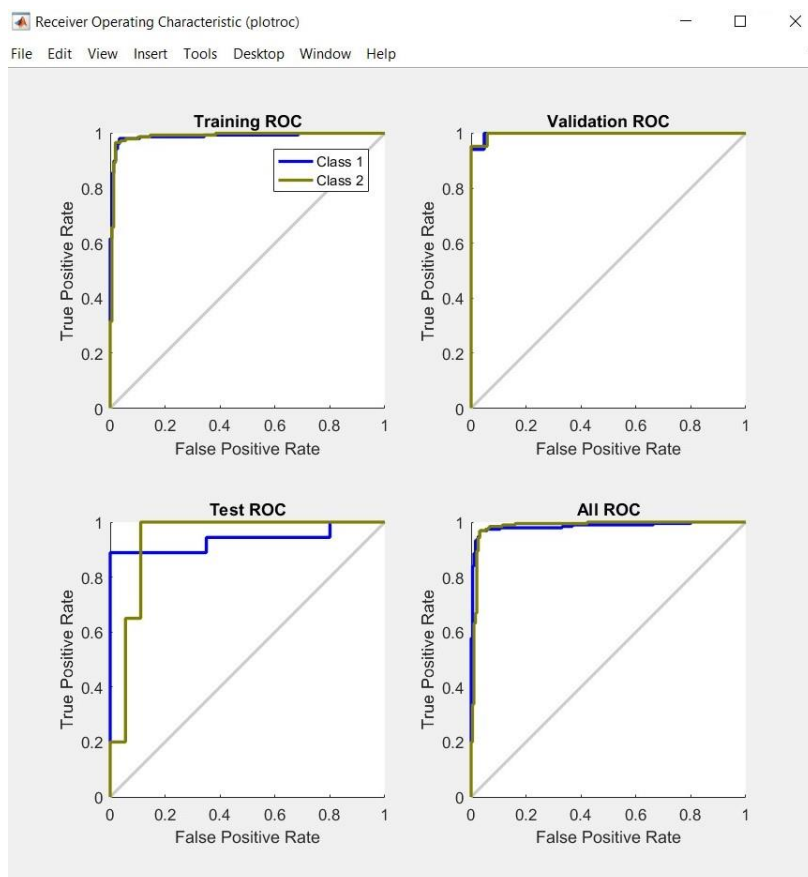 Receiver Operating Characteristic (plotroc)
File Edit View Insert Tools Desktop Window Help
Training ROC
1
0.8
0.6
0.4
0.2
0
True Positive Rate
Class 1
Class 2
0 0.2 0.4 0.6 0.8 1
False Positive Rate
Validation ROC
1
0.8
0.6
0.4
0.2
0
True Positive Rate
0 0.2 0.4 0.6 0.8 1
False Positive Rate
Test ROC
1
0.8
0.6
0.4
0.2
0
True Positive Rate
0 0.2 0.4 0.6 0.8 1
False Positive Rate
All ROC
1
0.8
0.6
0.4
0.2
0
True Positive Rate
0 0.2 0.4 0.6 0.8 1
False Positive Rate